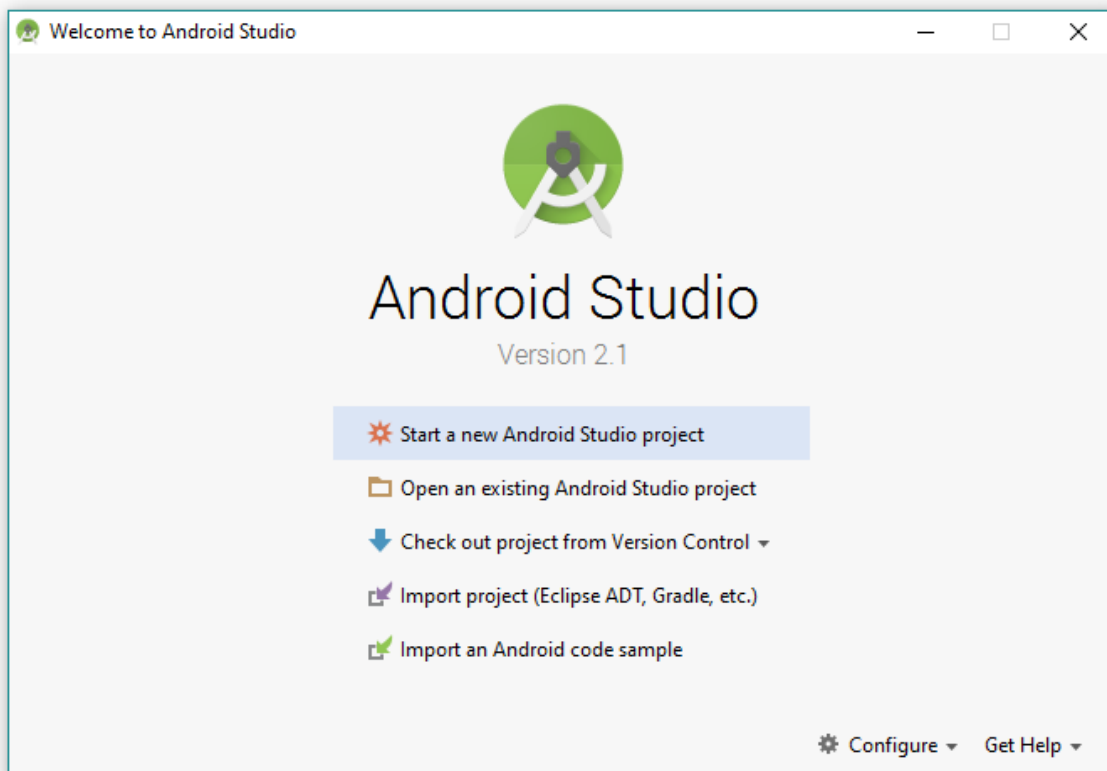 Welcome to Android Studio
Android Studio
Version 2.1
Start a new Android Studio project
Open an existing Android Studio project
Check out project from Version Control
Import project (Eclipse ADT, Gradle, etc.)
Import an Android code sample
Configure Get Help